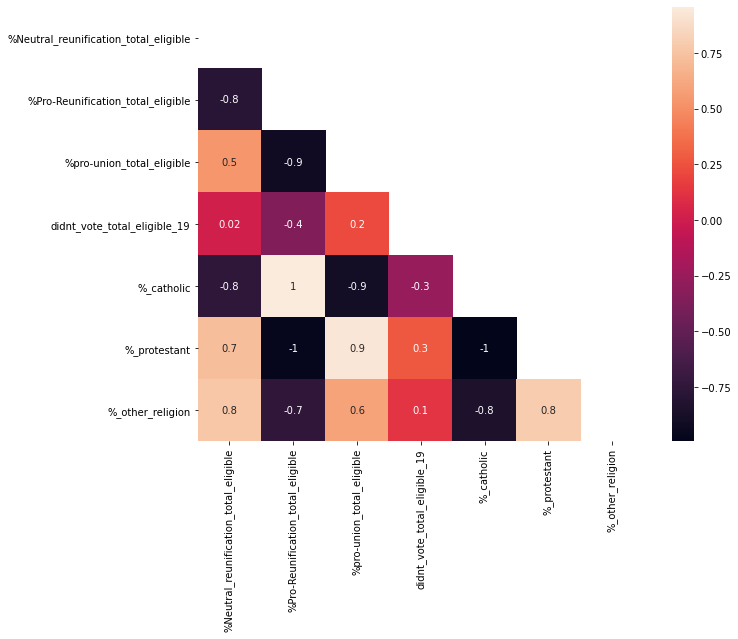 %Neutral_reunification_total_eligible
%Pro-Reunification_total_eligible
-0.8
%pro-union_total_eligible
0.5 -0.9
didnt_vote_total_eligible_19
0.02 -0.4 0.2
%_catholic
-0.8 1 -0.9 -0.3
%_protestant
0.7 -1 0.9 0.3 -1
%_other_religion
0.8 -0.7 0.6 0.1 -0.8 0.8
%Neutral_reunification_total_eligible
%Pro-Reunification_total_eligible
%pro-union_total_eligible
didnt_vote_total_eligible_19
%_catholic
%_protestant
%_other_religion
0.75
0.50
0.25
0.00
−0.25
−0.50
−0.75